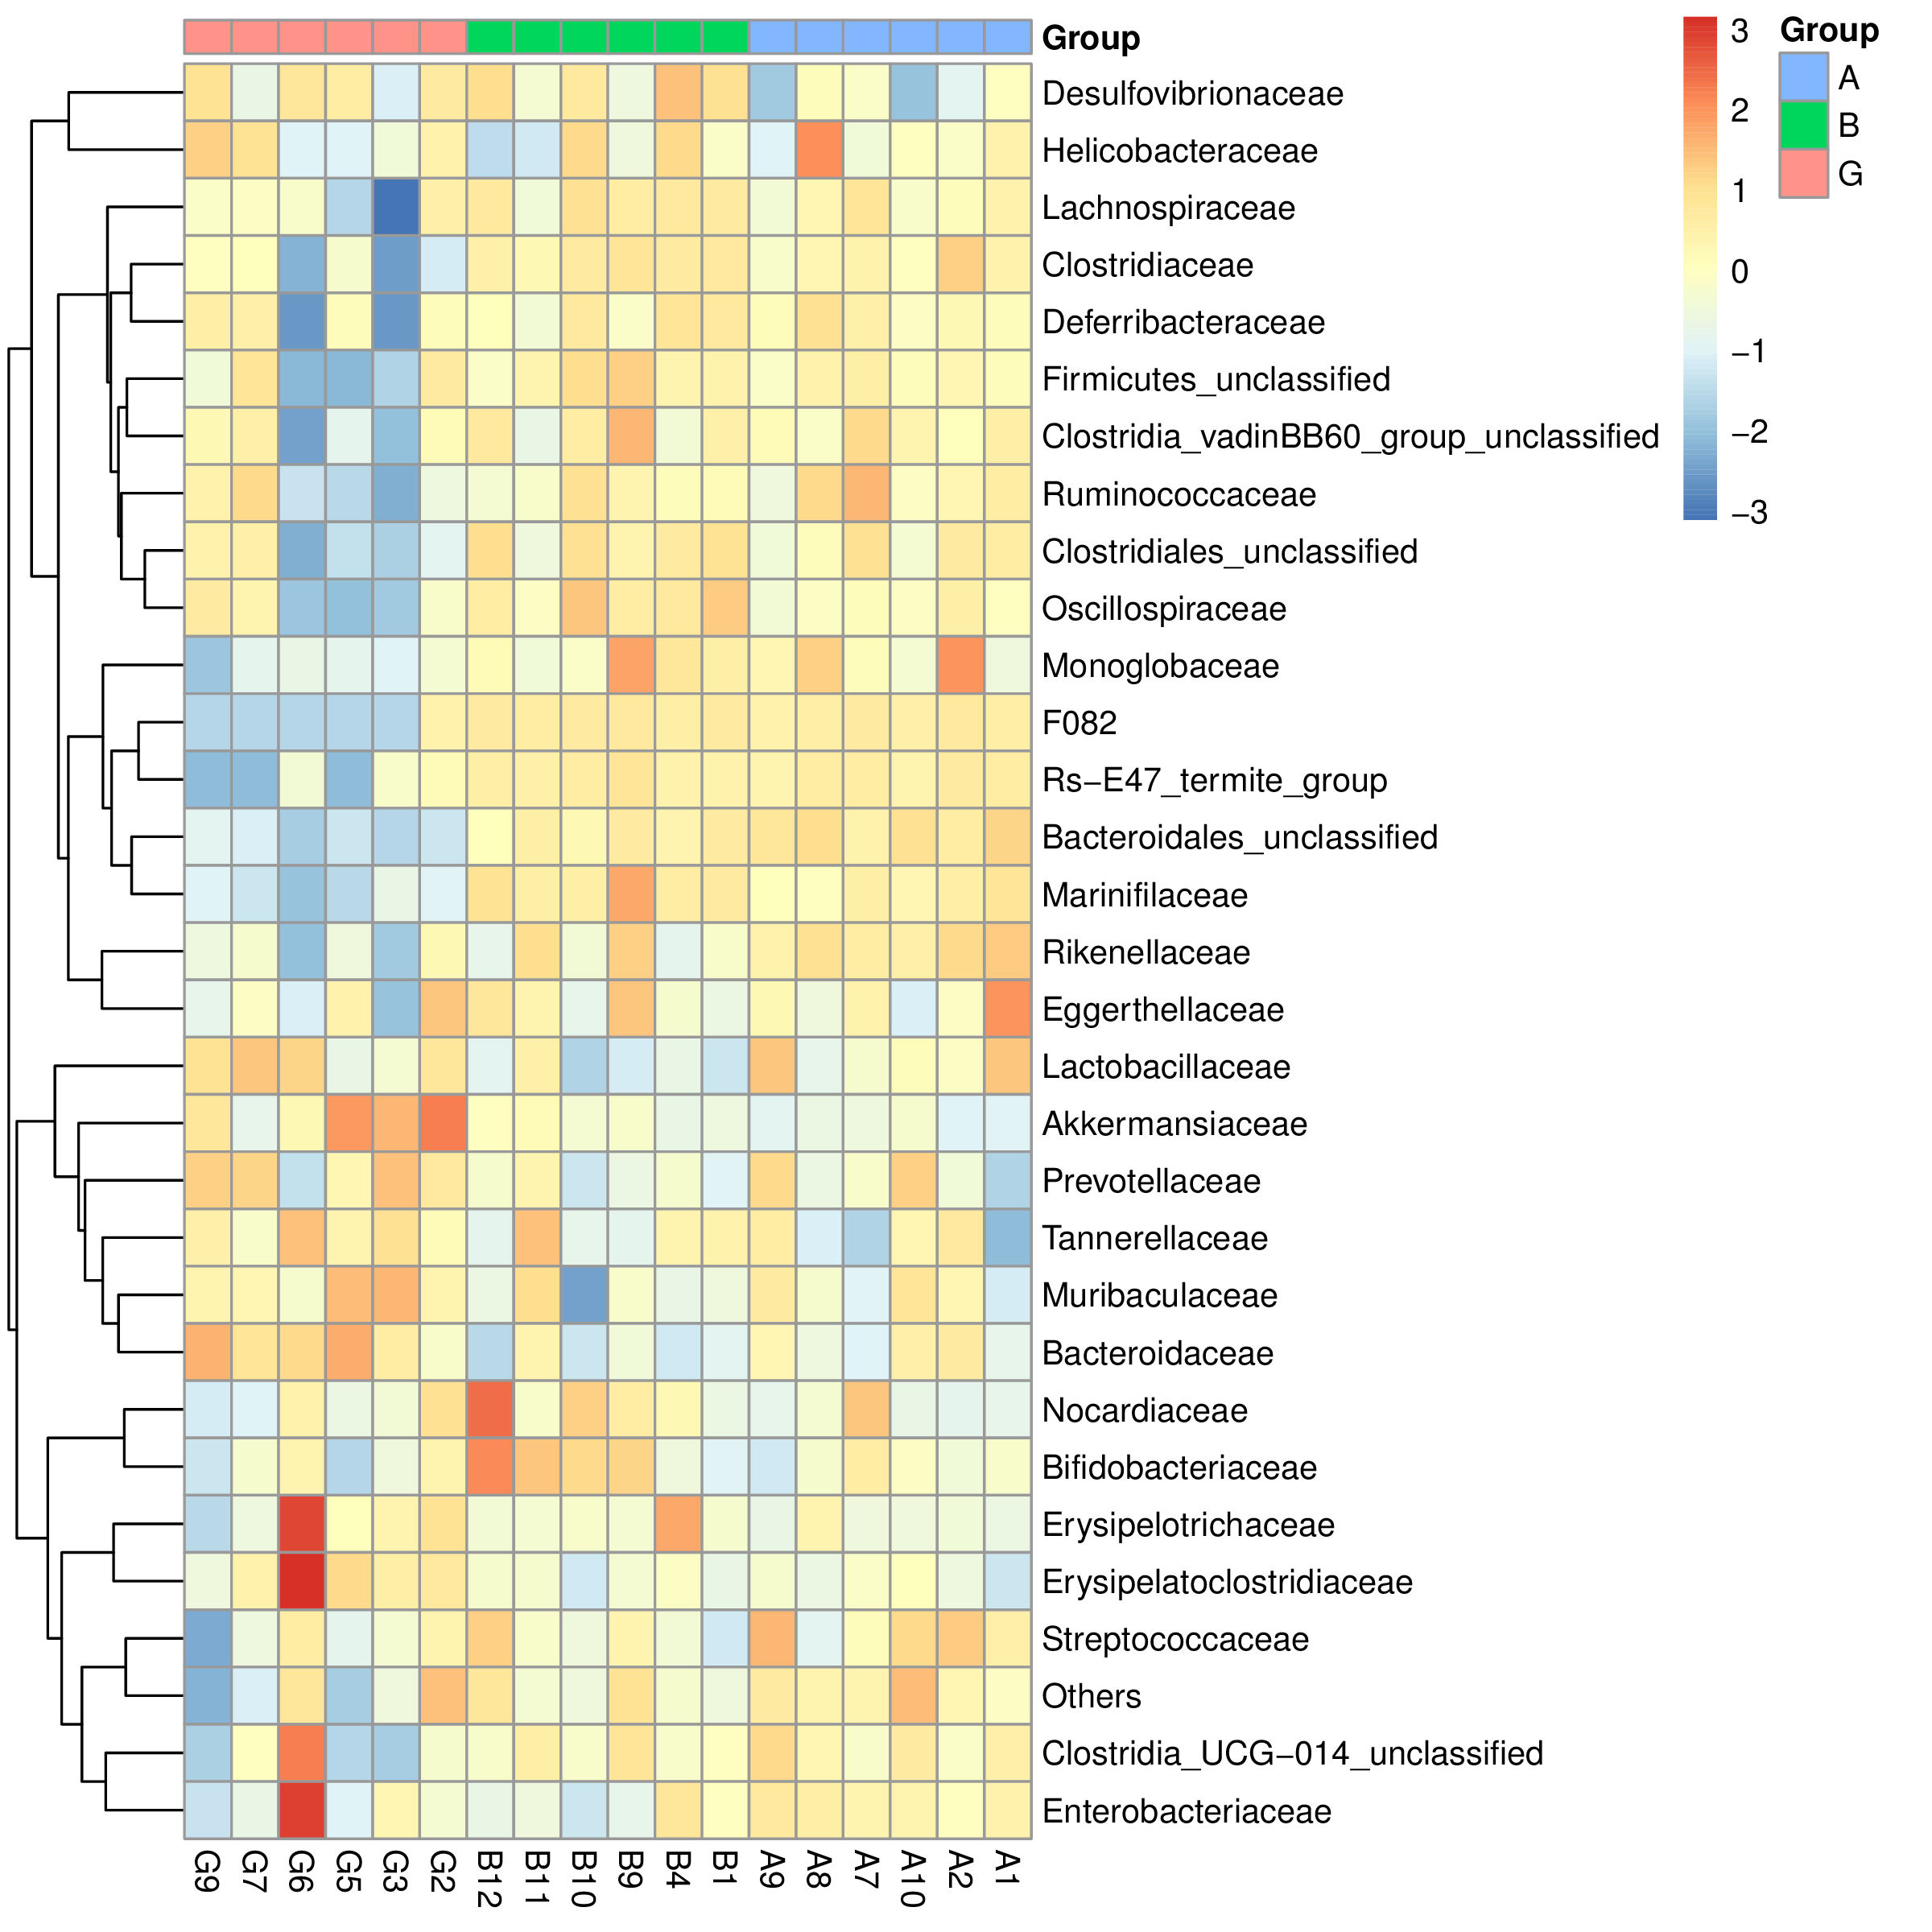 Group
Desulfovibrionaceae
Helicobacteraceae
Lachnospiraceae
Clostridiaceae
Deferribacteraceae
Firmicutes_unclassified
Clostridia_vadinBB60_group_unclassified
Ruminococcaceae
Clostridiales_unclassified
Oscillospiraceae
Monoglobaceae
F082
Rs−E47_termite_group
Bacteroidales_unclassified
Marinifilaceae
Rikenellaceae
Eggerthellaceae
Lactobacillaceae
Akkermansiaceae
Prevotellaceae
Tannerellaceae
Muribaculaceae
Bacteroidaceae
Nocardiaceae
Bifidobacteriaceae
Erysipelotrichaceae
Erysipelatoclostridiaceae
Streptococcaceae
Others
Clostridia_UCG−014_unclassified
Enterobacteriaceae
G9 G7 G6 G5 G3 G2 B12 B11 B10 B9 B4 B1 A9 A8 A7 A10 A2 A1
3
2
1
0
−1
−2
−3
Group
A
B
G